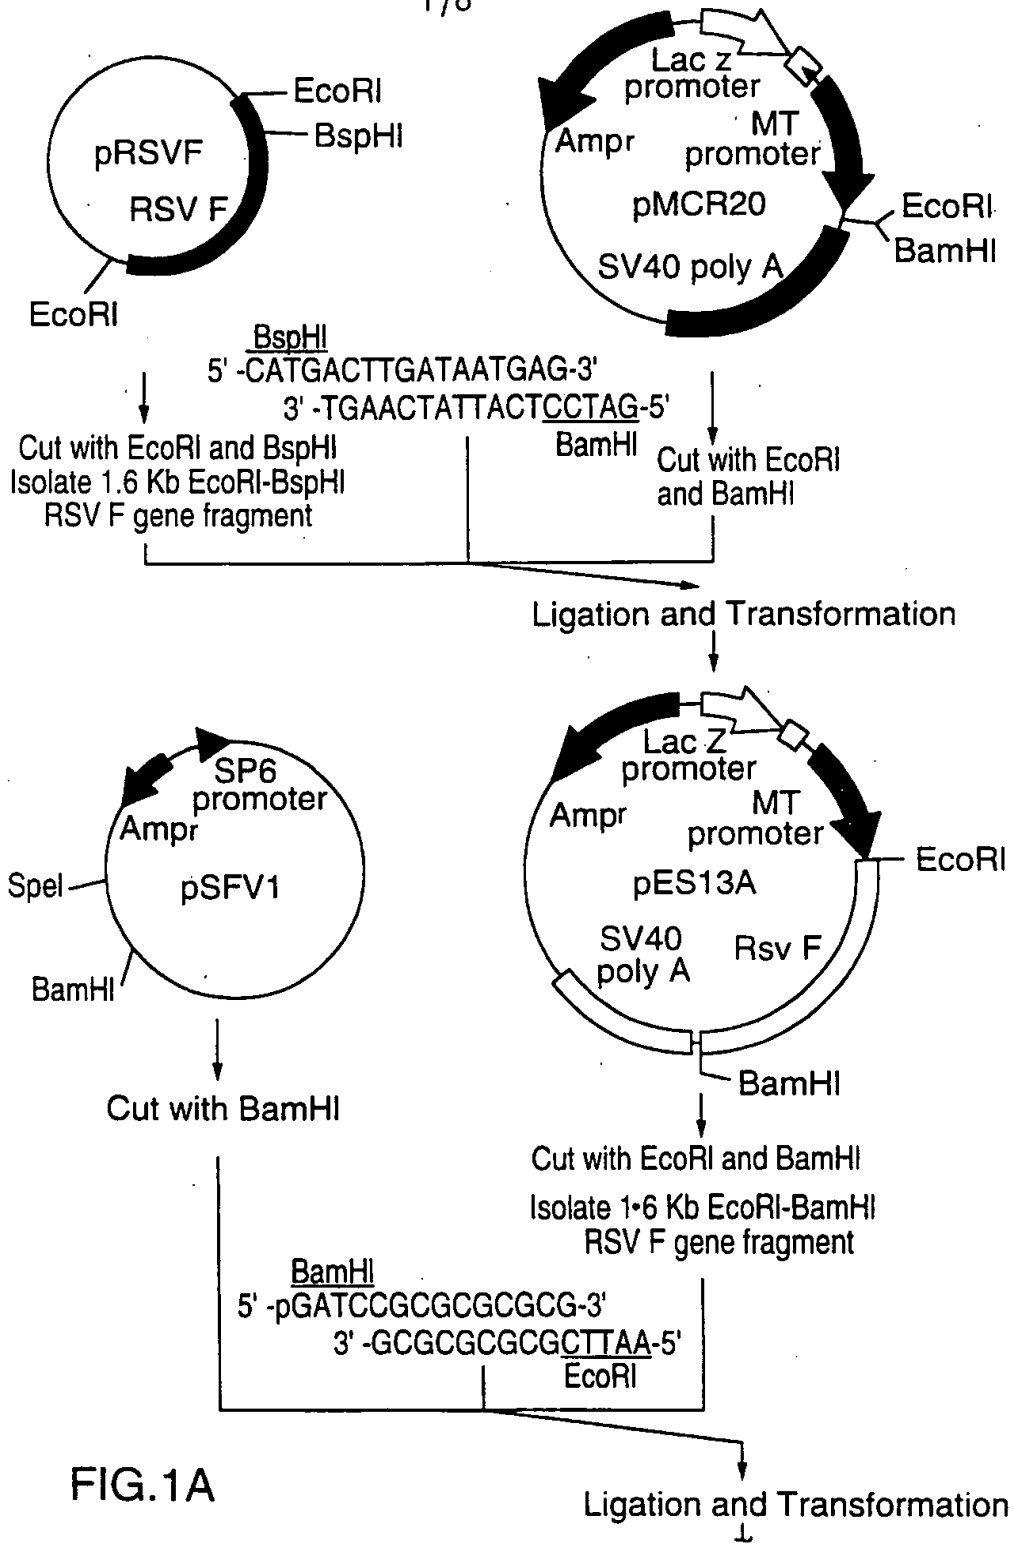 1/8
EcoRI
BspHI
pRSVF
RSV F
EcoRI
Lac z
promoter
Ampr
MT
promoter
pMCR20
EcoRI
BamHI
SV40 poly A
BspHI
5' -CATGACTTGATAATGAG-3'
3' -TGAACTATTACTCCTAG-5'
BamHI
Cut with EcoRI and BspHI
Isolate 1.6 Kb EcoRI-BspHI
RSV F gene fragment
Cut with EcoRI
and BamHI
Ligation and Transformation
SP6
promoter
Ampr
SpeI
pSFV1
BamHI
Lac Z
promoter
Ampr
MT
promoter
EcoRI
pES13A
SV40
poly A
Rsv F
BamHI
Cut with BamHI
Cut with EcoRI and BamHI
Isolate 1•6 Kb EcoRI-BamHI
RSV F gene fragment
BamHI
5' -pGATCCGCGCGCGCG-3'
3' -GCGCGCGCGCTTAA-5'
EcoRI
FIG.1A
Ligation and Transformation